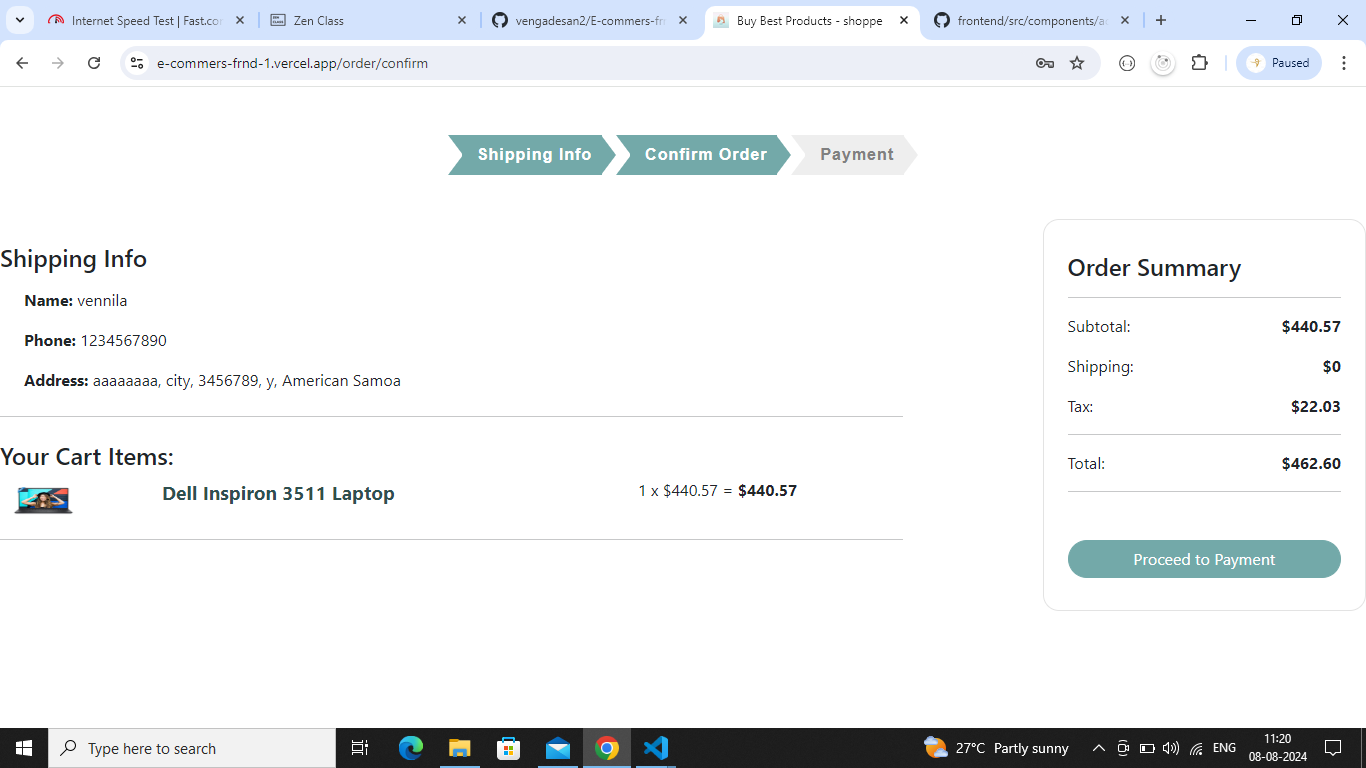 Internet Speed Test | Fast.co
Zen Class
vengadesan2/E-commers-fr
Buy Best Products - shoppe
frontend/src/components/a
e-commers-frnd-1.vercel.app/order/confirm
Paused
Shipping Info
Confirm Order
Payment
Shipping Info
Name: vennila
Phone: 1234567890
Address: aaaaaaaa, city, 3456789, y, American Samoa
Your Cart Items:
Dell Inspiron 3511 Laptop
1 x $440.57 = $440.57
Order Summary
Subtotal: $440.57
Shipping: $0
Tax: $22.03
Total: $462.60
Proceed to Payment
Type here to search
27°C Partly sunny
ENG
11:20
08-08-2024